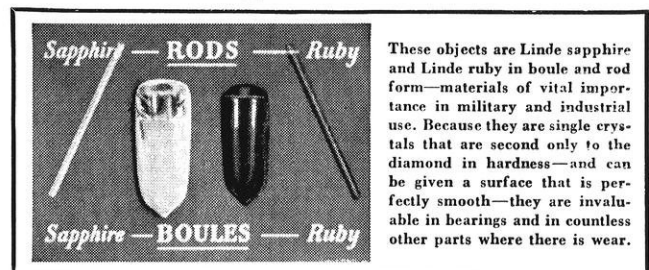 Sapphire — RODS — Ruby
Sapphire — BOULES — Ruby
These objects are Linde sapphire
and Linde ruby in boule and rod
form—materials of vital impor-
tance in military and industrial
use. Because they are single crys-
tals that are second only to the
diamond in hardness—and can
be given a surface that is per-
fectly smooth—they are invalu-
able in bearings and in countless
other parts where there is wear.